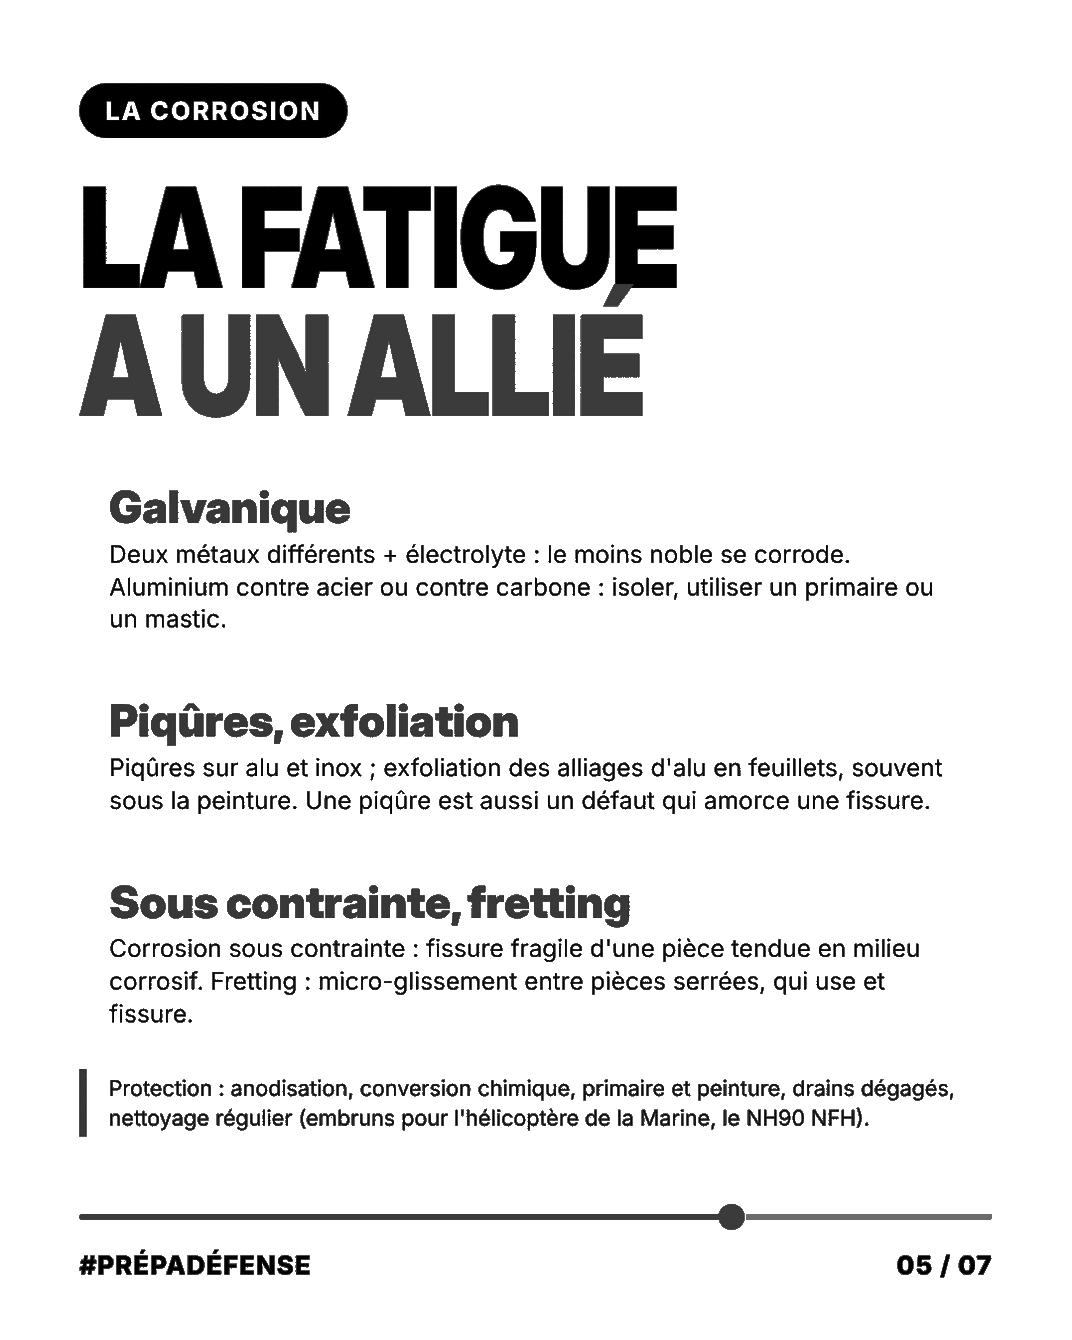 LA CORROSION
LA FATIGUE
A UN ALLIÉ
Galvanique
Deux métaux différents + électrolyte : le moins noble se corrode.
Aluminium contre acier ou contre carbone : isoler, utiliser un primaire ou
un mastic.
Piqûres, exfoliation
Piqûres sur alu et inox ; exfoliation des alliages d'alu en feuillets, souvent
sous la peinture. Une piqûre est aussi un défaut qui amorce une fissure.
Sous contrainte, fretting
Corrosion sous contrainte : fissure fragile d'une pièce tendue en milieu
corrosif. Fretting : micro-glissement entre pièces serrées, qui use et
fissure.
Protection : anodisation, conversion chimique, primaire et peinture, drains dégagés,
nettoyage régulier (embruns pour l'hélicoptère de la Marine, le NH90 NFH).
#PRÉPADÉFENSE
05 / 07